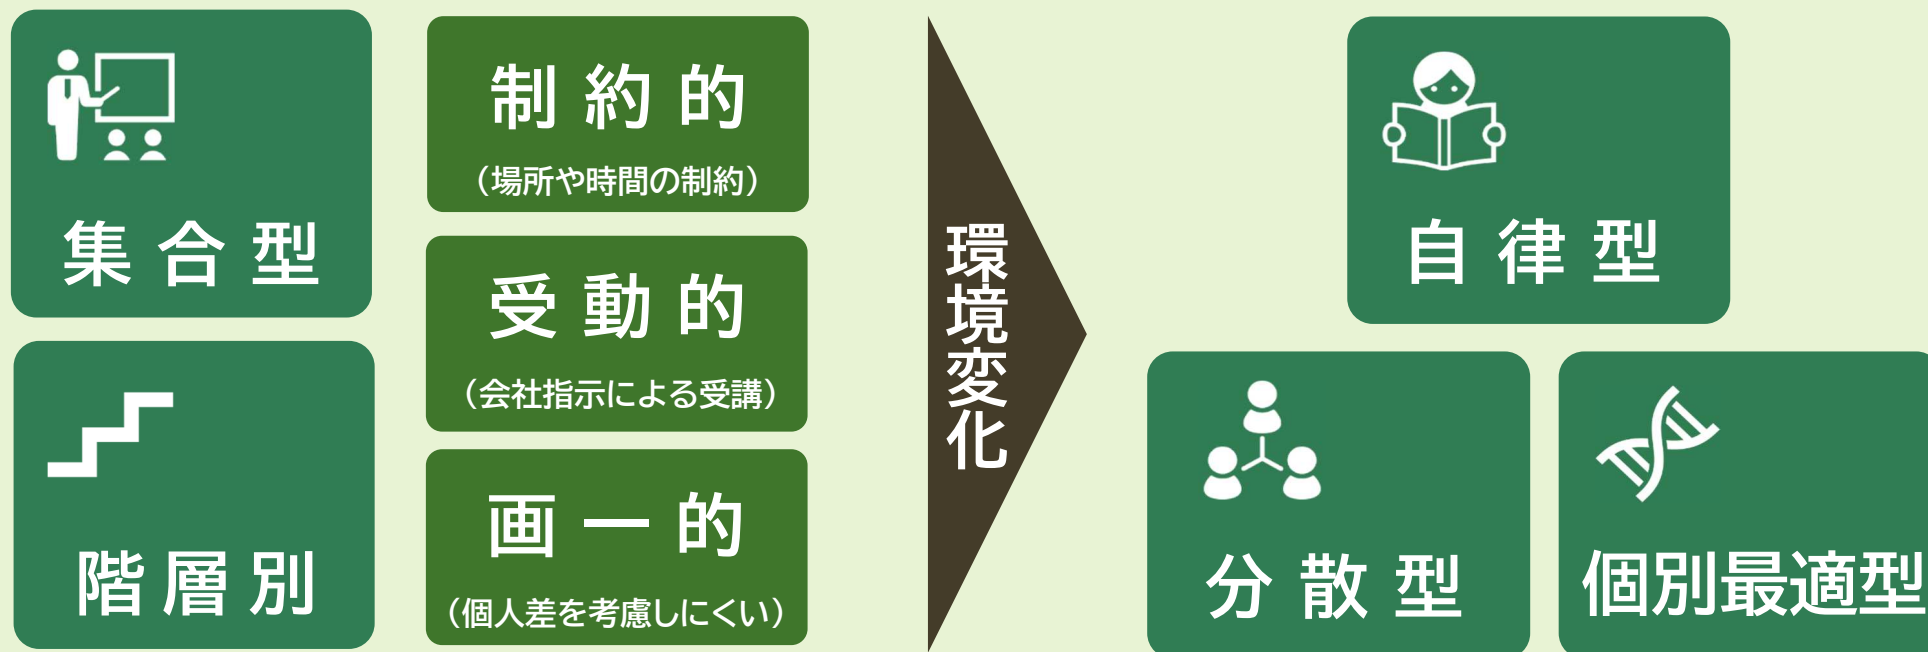 集合型
階層別
制約的
（場所や時間の制約）
受動的
（会社指示による受講）
画一的
（個人差を考慮しにくい）
環境変化
自律型
分散型
個別最適型